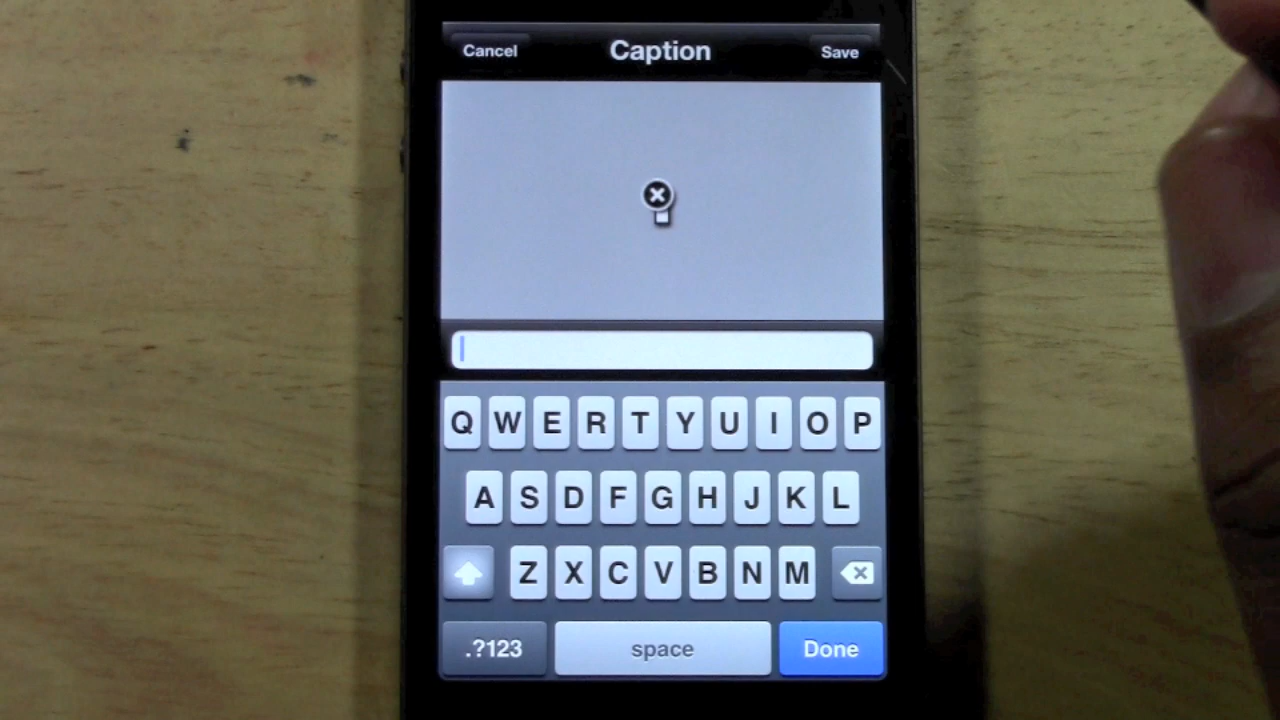 Cancel Caption Save
Q W E R T Y U I O P
A S D F G H J K L
Z X C V B N M
.?123 space Done